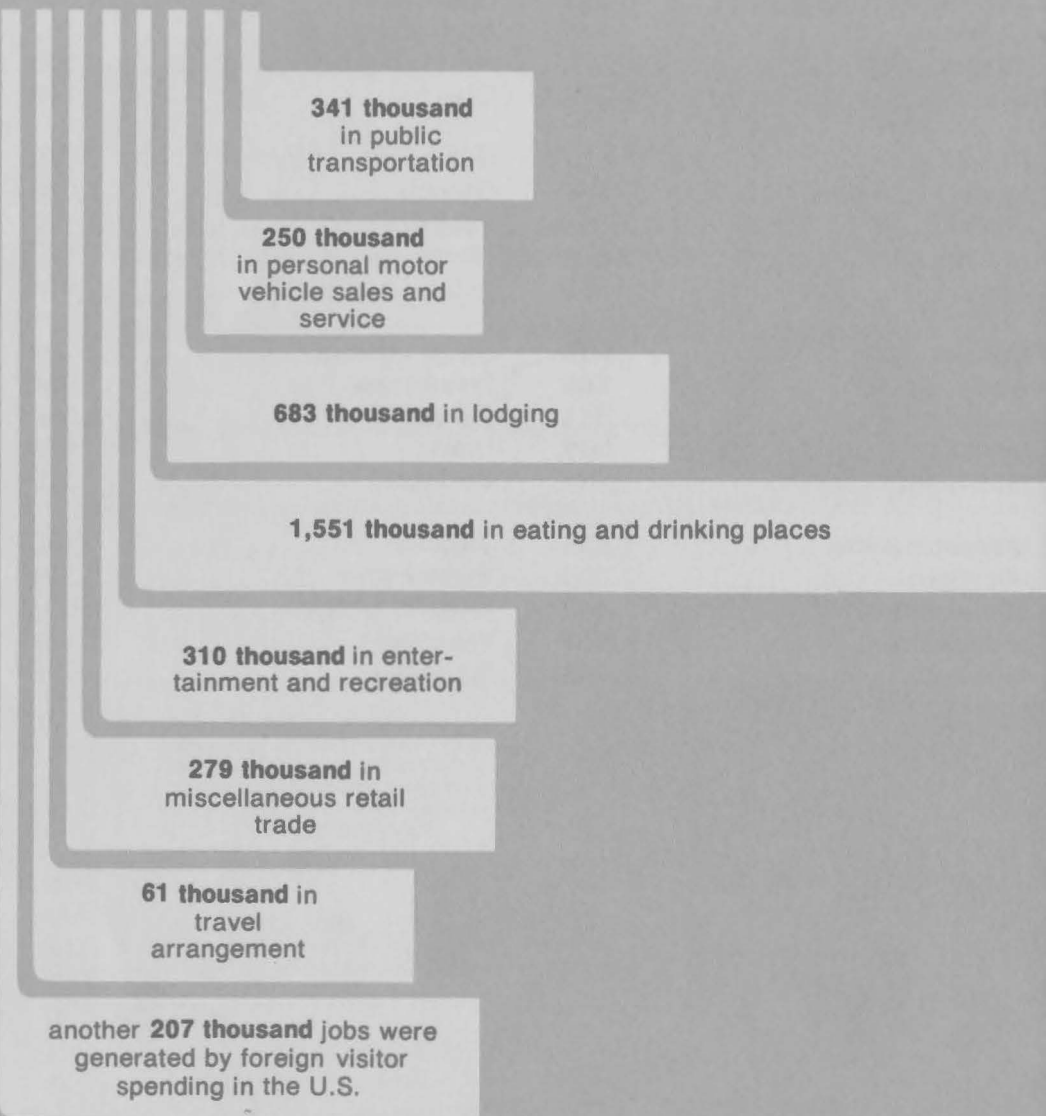 341 thousand
in public
transportation
250 thousand
in personal motor
vehicle sales and
service
683 thousand in lodging
1,551 thousand in eating and drinking places
310 thousand in enter-
tainment and recreation
279 thousand in
miscellaneous retail
trade
61 thousand in
travel
arrangement
another 207 thousand jobs were
generated by foreign visitor
spending in the U.S.